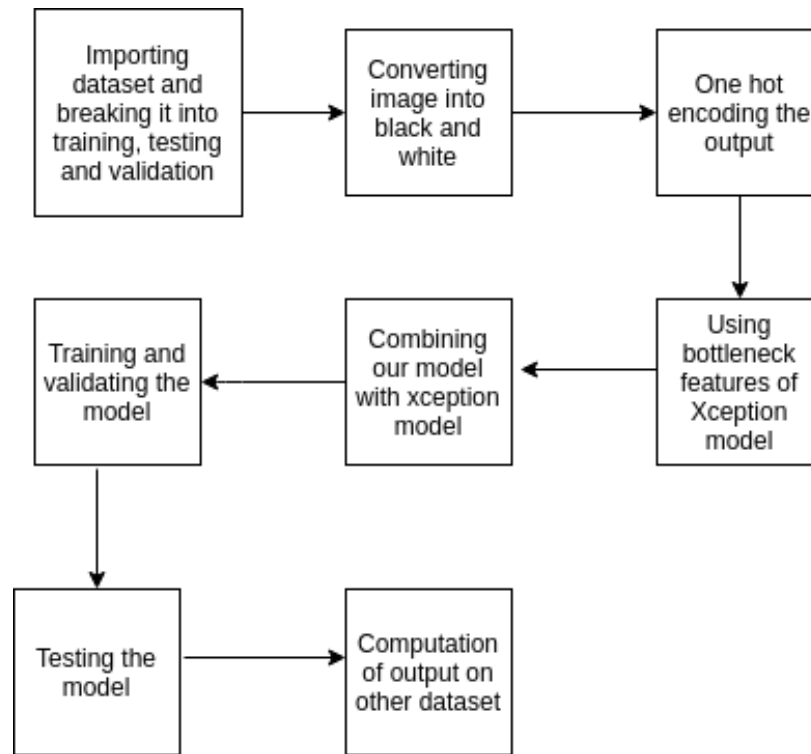 Importing
dataset and
breaking it into
training, testing
and validation
Converting
image into
black and
white
One hot
encoding the
output
Using
bottleneck
features of
Xception
model
Combining
our model
with xception
model
Training and
validating the
model
Testing the
model
Computation
of output on
other dataset